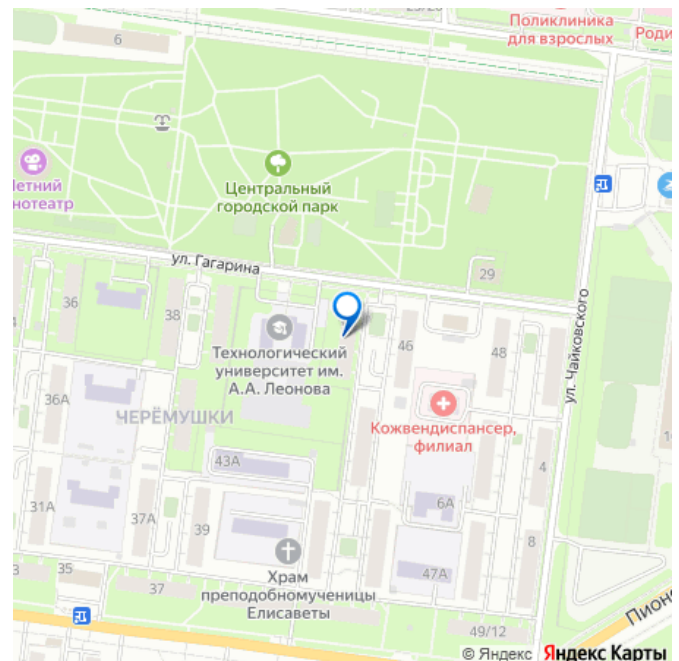 Поликлиника
для взрослых
6
Центральный
городской парк
ул. Гагарина
29
36
38
46
48
ул. Чайковского
Технологический
университет им.
А.А. Леонова
36А
ЧЕРЁМУШКИ
Кожвендиспансер,
филиал
43А
4
31А
37А
39
6А
8
Храм
преподобномученицы
Елисаветы
35
37
47А
49/12
© Яндекс Яндекс Карты